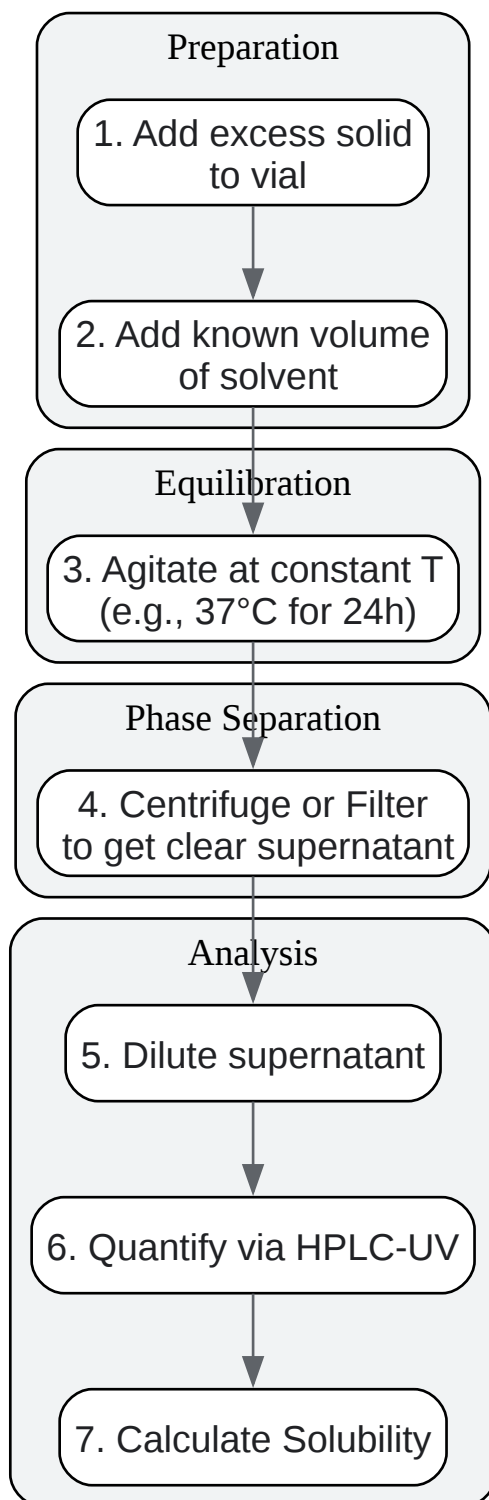 Preparation
1. Add excess solid
to vial
2. Add known volume
of solvent
Equilibration
3. Agitate at constant T
(e.g., 37°C for 24h)
Phase Separation
4. Centrifuge or Filter
to get clear supernatant
Analysis
5. Dilute supernatant
6. Quantify via HPLC-UV
7. Calculate Solubility